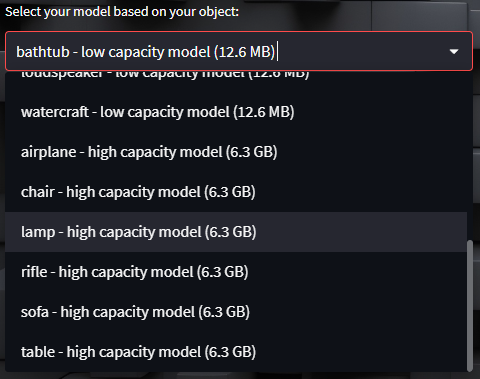 Select your model based on your object:
bathtub - low capacity model (12.6 MB)
loudspeaker - low capacity model (12.6 MB)
watercraft - low capacity model (12.6 MB)
airplane - high capacity model (6.3 GB)
chair - high capacity model (6.3 GB)
lamp - high capacity model (6.3 GB)
rifle - high capacity model (6.3 GB)
sofa - high capacity model (6.3 GB)
table - high capacity model (6.3 GB)